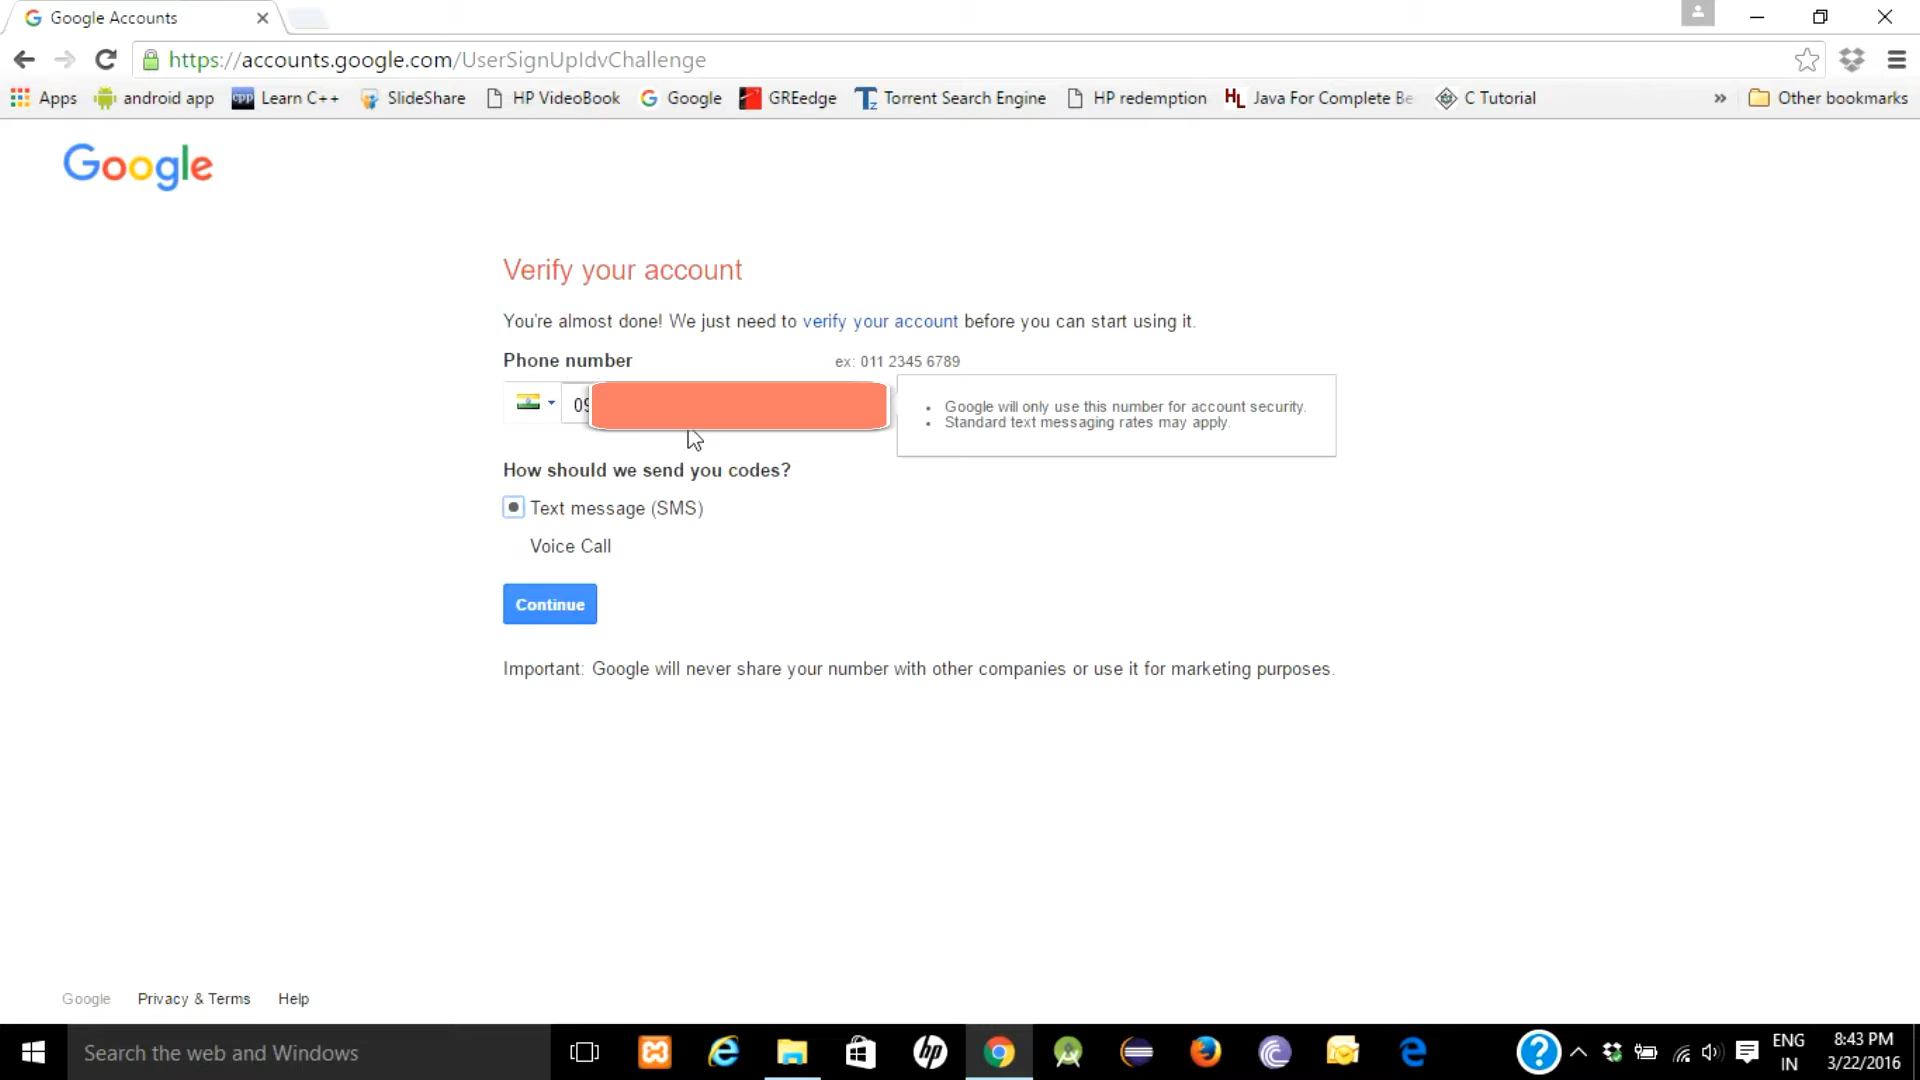 Google Accounts
https://accounts.google.com/UserSignUpIdvChallenge
Apps android app Learn C++ SlideShare HP VideoBook Google GREedge Torrent Search Engine HP redemption Java For Complete Be C Tutorial » Other bookmarks
Google
Verify your account
You're almost done! We just need to verify your account before you can start using it.
Phone number ex: 011 2345 6789
09
• Google will only use this number for account security.
• Standard text messaging rates may apply.
How should we send you codes?
Text message (SMS)
Voice Call
Continue
Important: Google will never share your number with other companies or use it for marketing purposes.
Google Privacy & Terms Help
Search the web and Windows
ENG
IN
8:43 PM
3/22/2016